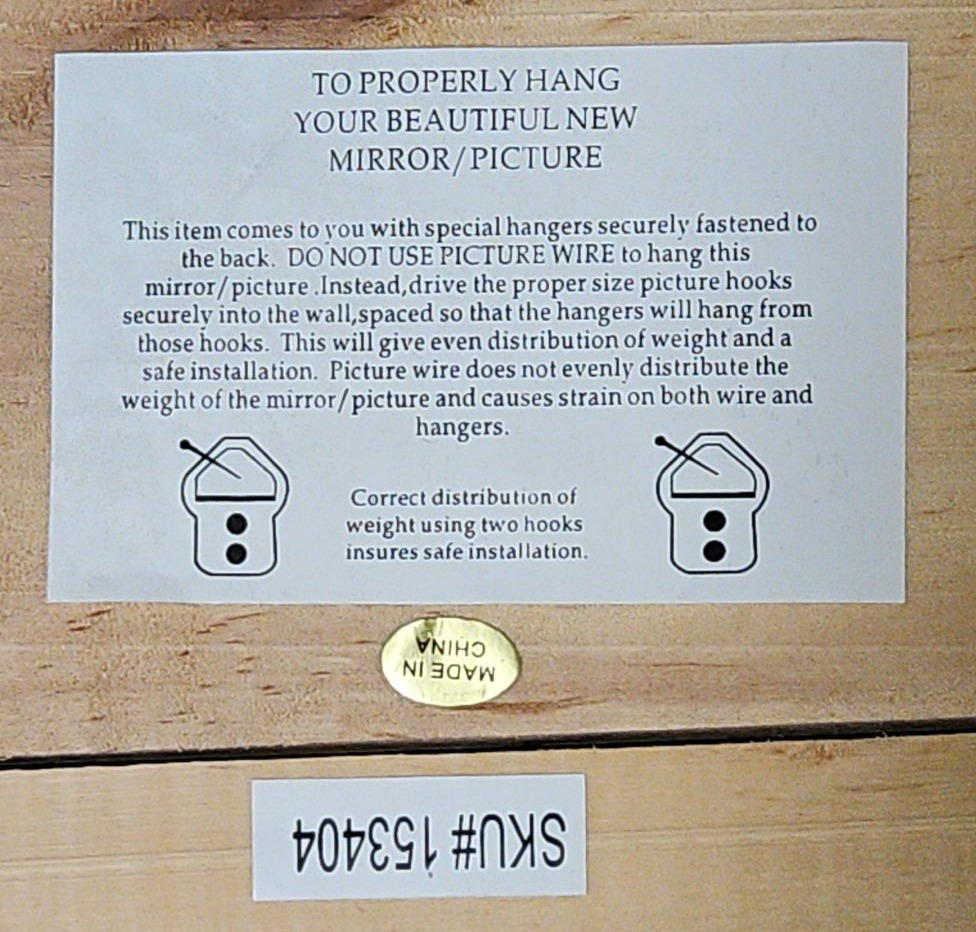 TO PROPERLY HANG
YOUR BEAUTIFUL NEW
MIRROR/PICTURE
This item comes to you with special hangers securely fastened to
the back. DO NOT USE PICTURE WIRE to hang this
mirror/picture .Instead,drive the proper size picture hooks
securely into the wall,spaced so that the hangers will hang from
those hooks. This will give even distribution of weight and a
safe installation. Picture wire does not evenly distribute the
weight of the mirror/picture and causes strain on both wire and
hangers.
Correct distribution of
weight using two hooks
insures safe installation.
MADE IN
CHINA
SKU# 153404